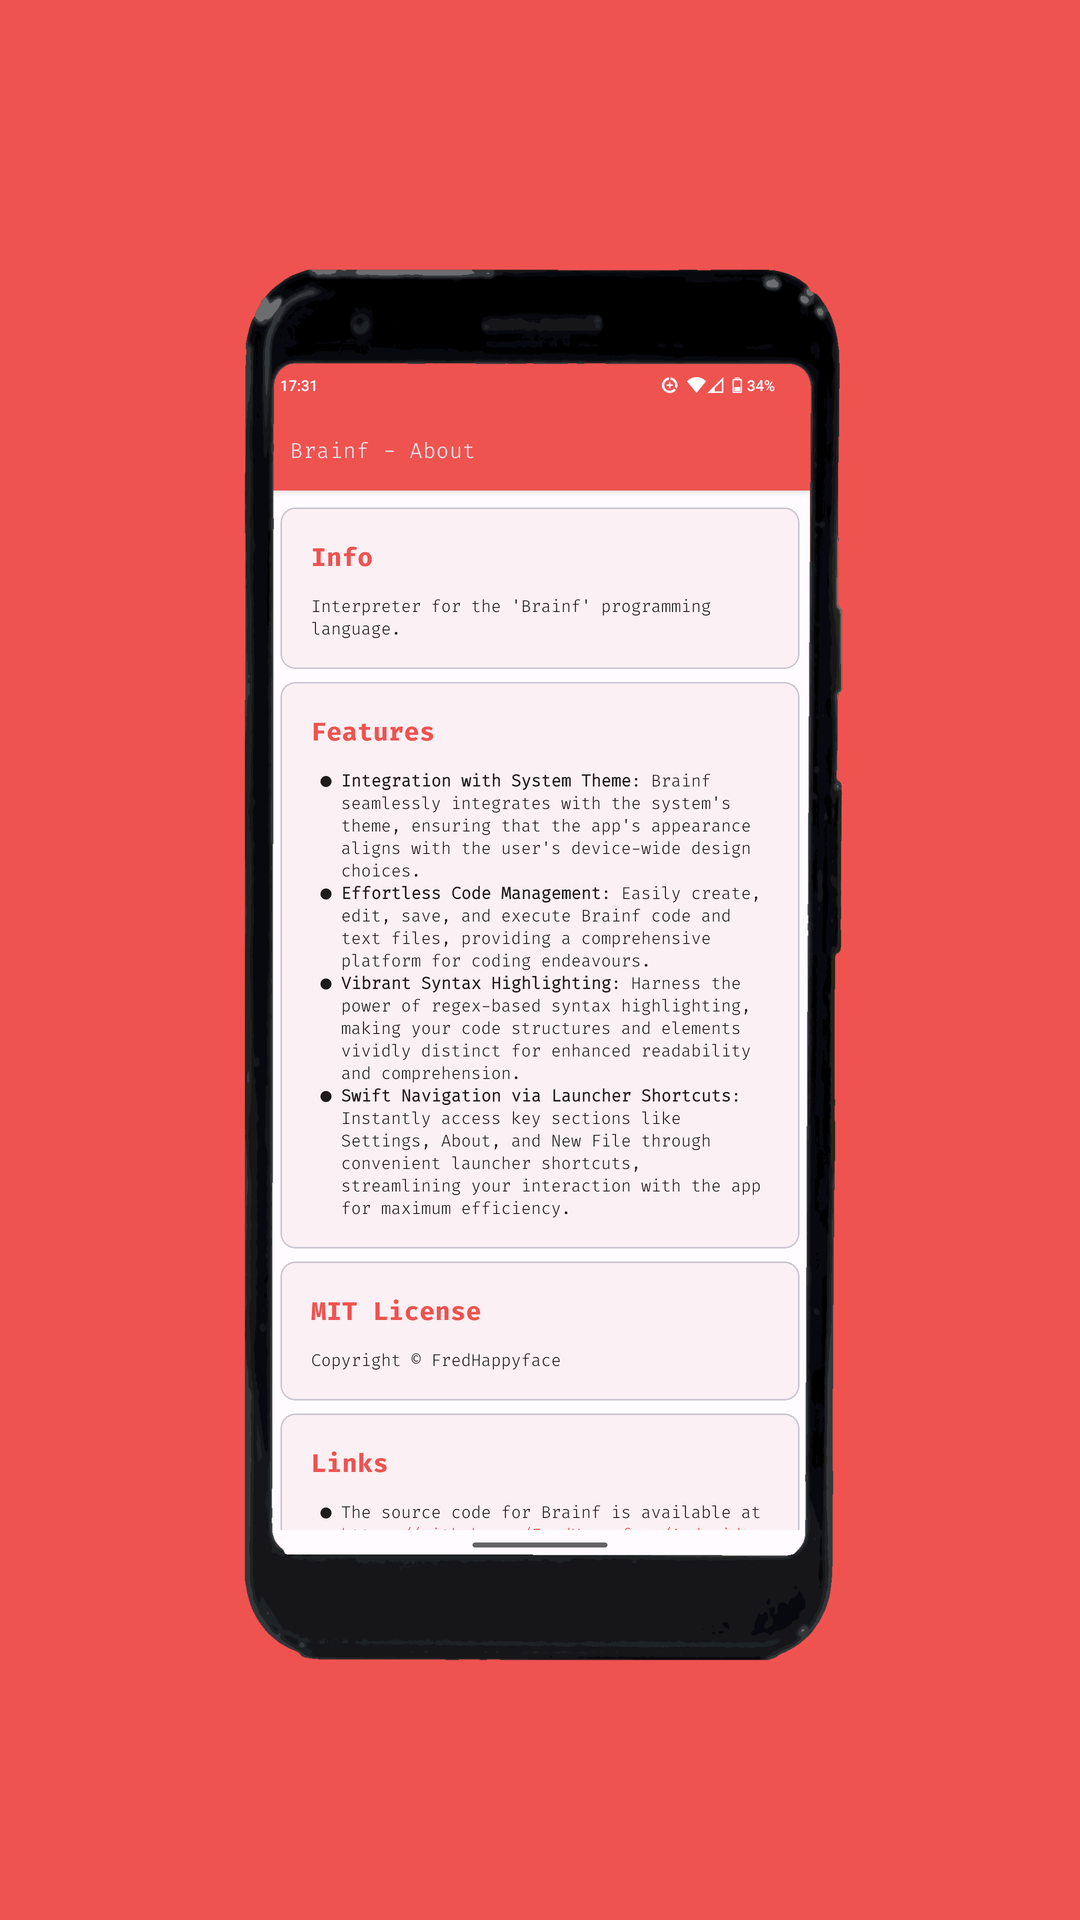 17:31
34%
Brainf - About
Info
Interpreter for the 'Brainf' programming
language.
Features
● Integration with System Theme: Brainf
seamlessly integrates with the system's
theme, ensuring that the app's appearance
aligns with the user's device-wide design
choices.
● Effortless Code Management: Easily create,
edit, save, and execute Brainf code and
text files, providing a comprehensive
platform for coding endeavours.
● Vibrant Syntax Highlighting: Harness the
power of regex-based syntax highlighting,
making your code structures and elements
vividly distinct for enhanced readability
and comprehension.
● Swift Navigation via Launcher Shortcuts:
Instantly access key sections like
Settings, About, and New File through
convenient launcher shortcuts,
streamlining your interaction with the app
for maximum efficiency.
MIT License
Copyright © FredHappyface
Links
● The source code for Brainf is available at